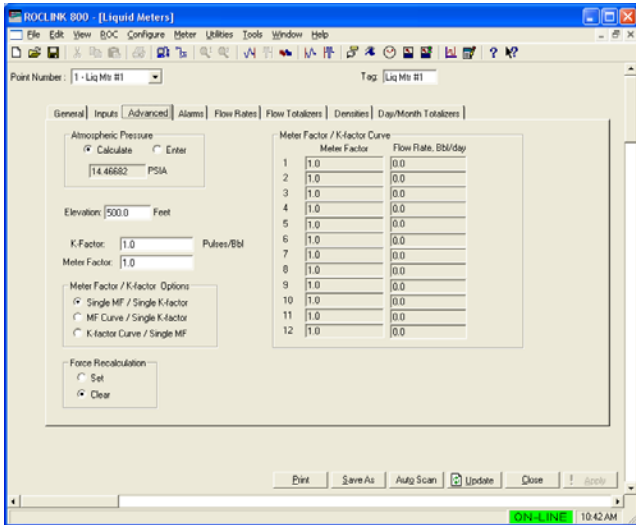 ROCLINK 800 - [Liquid Meters]
File Edit View ROC Configure Meter Utilities Tools Window Help
Point Number : 1 - Liq Mtr #1 Tag: Liq Mtr #1
General Inputs Advanced Alarms Flow Rates Flow Totalizers Densities Day/Month Totalizers
Atmospheric Pressure
Calculate Enter
14.46682 PSIA
Elevation: 500.0 Feet
K-Factor: 1.0 Pulses/Bbl
Meter Factor: 1.0
Meter Factor / K-factor Options
Single MF / Single K-factor
MF Curve / Single K-factor
K-factor Curve / Single MF
Force Recalculation
Set
Clear
Meter Factor / K-factor Curve
Meter Factor Flow Rate, Bbl/day
1 1.0 0.0
2 1.0 0.0
3 1.0 0.0
4 1.0 0.0
5 1.0 0.0
6 1.0 0.0
7 1.0 0.0
8 1.0 0.0
9 1.0 0.0
10 1.0 0.0
11 1.0 0.0
12 1.0 0.0
Print Save As Auto Scan Update Close ! Apply
ON-LINE 10:42 AM